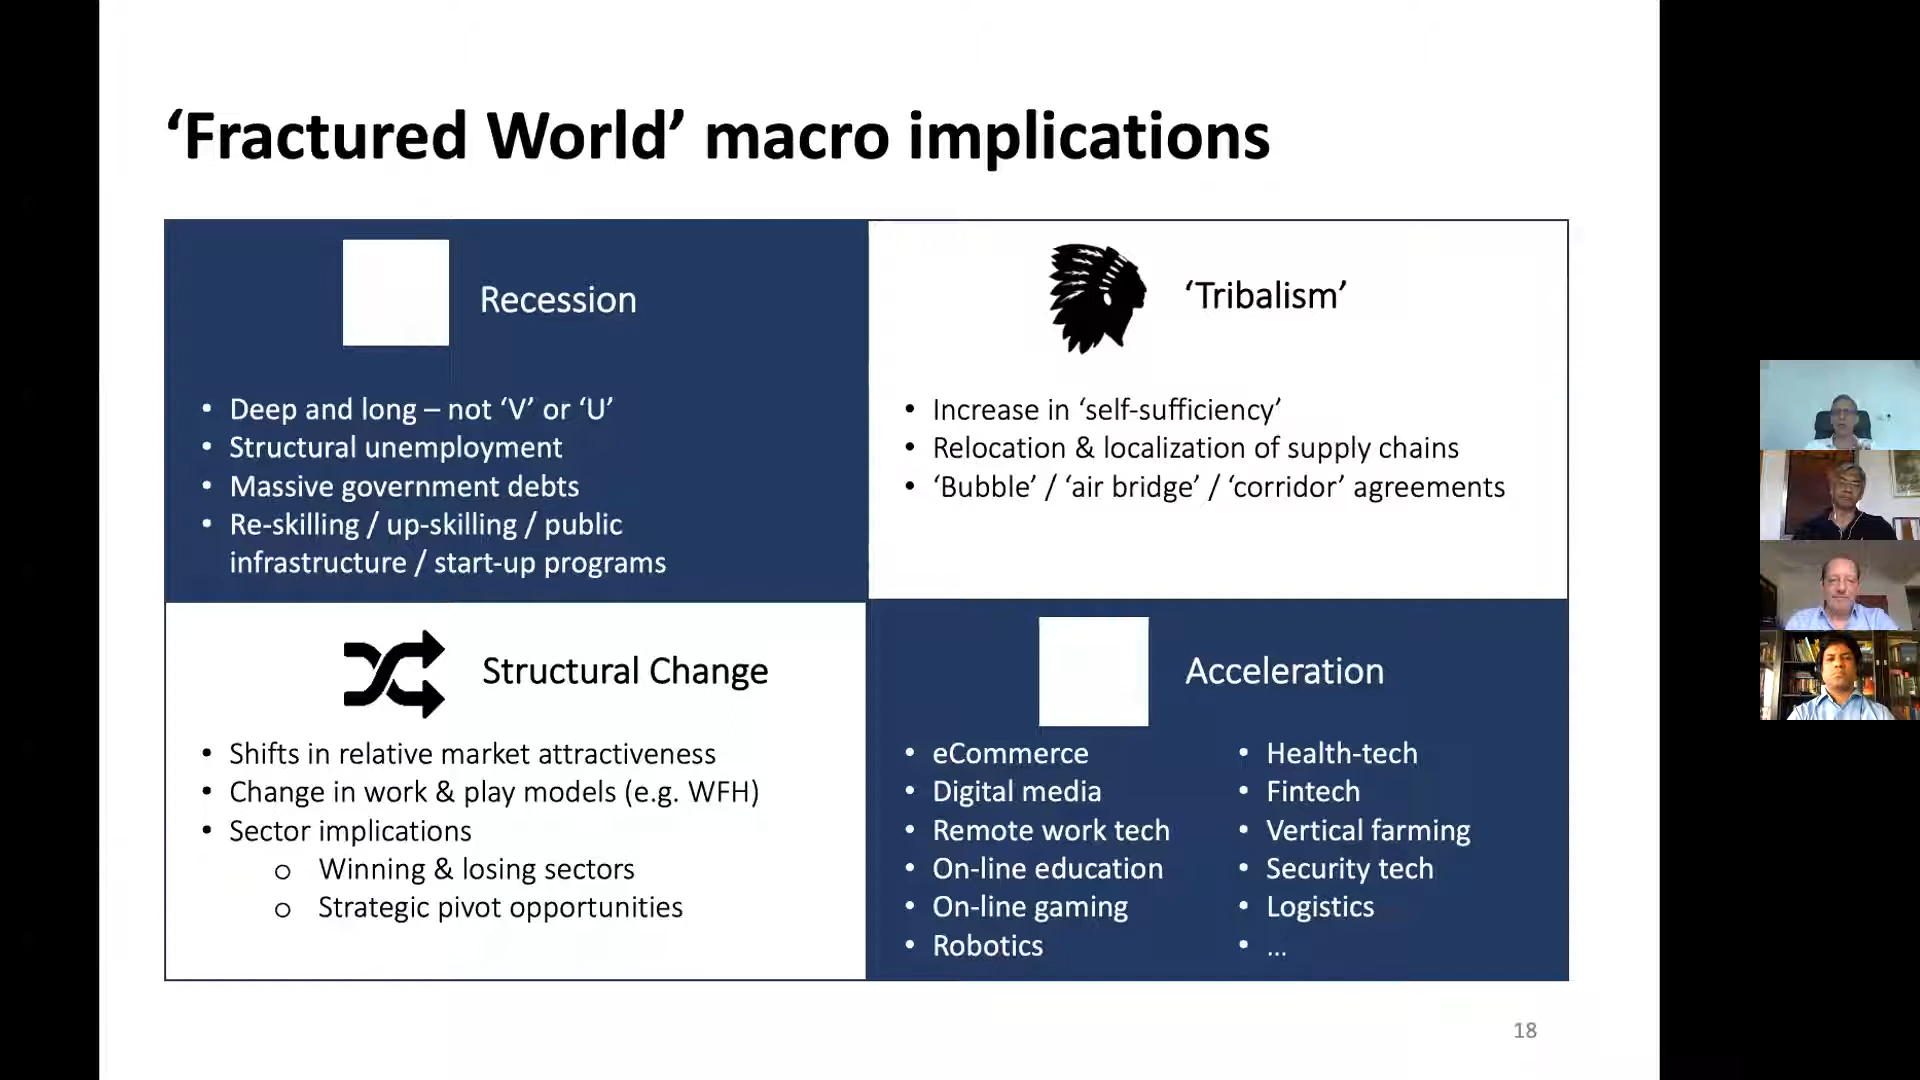 ‘Fractured World’ macro implications
Recession
• Deep and long – not ‘V’ or ‘U’
• Structural unemployment
• Massive government debts
• Re-skilling / up-skilling / public
infrastructure / start-up programs
‘Tribalism’
• Increase in ‘self-sufficiency’
• Relocation & localization of supply chains
• ‘Bubble’ / ‘air bridge’ / ‘corridor’ agreements
Structural Change
• Shifts in relative market attractiveness
• Change in work & play models (e.g. WFH)
• Sector implications
o Winning & losing sectors
o Strategic pivot opportunities
Acceleration
• eCommerce
• Digital media
• Remote work tech
• On-line education
• On-line gaming
• Robotics
• Health-tech
• Fintech
• Vertical farming
• Security tech
• Logistics
• ...
18